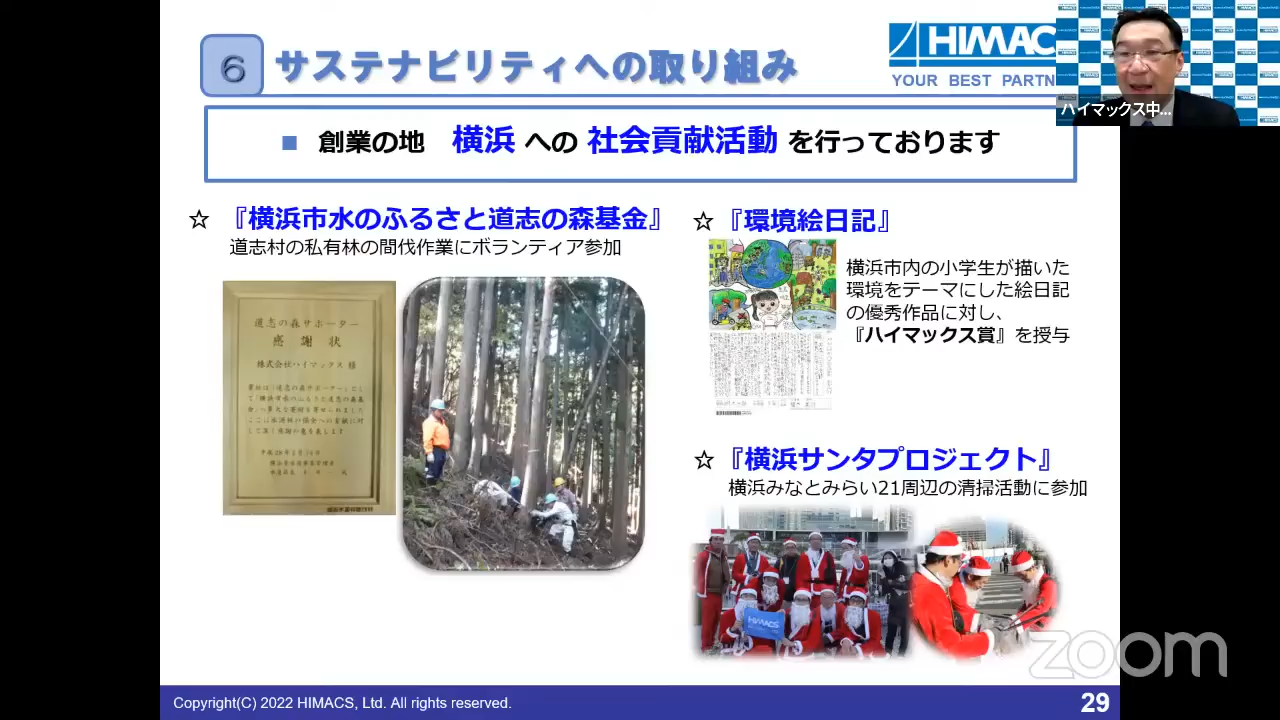 6 サステナビリティへの取り組み
HIMACS
YOUR BEST PARTN
ハイマックス中...
■ 創業の地 横浜 への 社会貢献活動 を行っております
☆ 『横浜市水のふるさと道志の森基金』
道志村の私有林の間伐作業にボランティア参加
道志の森サポーター
感謝状
株式会社ハイマックス 様
☆ 『環境絵日記』
横浜市内の小学生が描いた
環境をテーマにした絵日記
の優秀作品に対し、
『ハイマックス賞』を授与
☆ 『横浜サンタプロジェクト』
横浜みなとみらい21周辺の清掃活動に参加
HIMACS
zoom
Copyright(C) 2022 HIMACS, Ltd. All rights reserved.
29